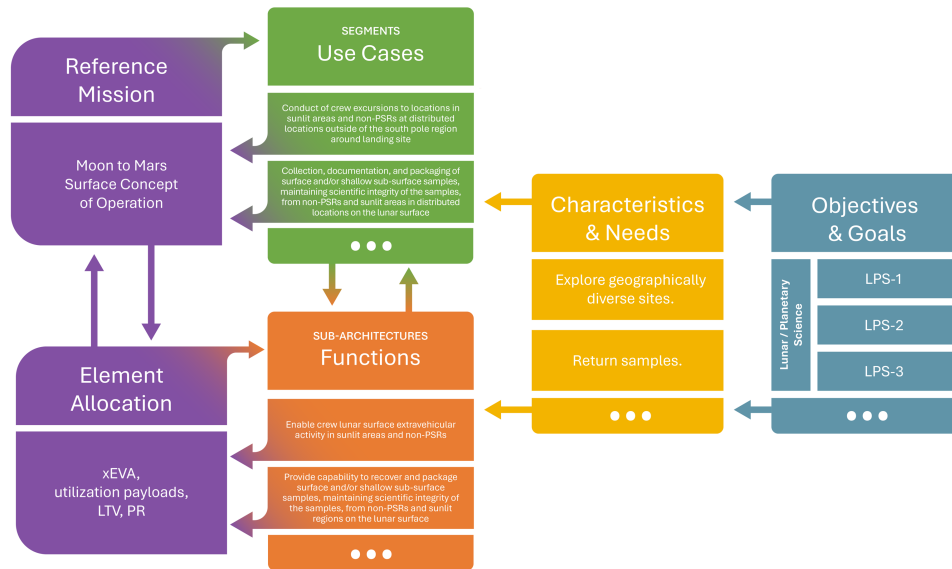 Reference
Mission
Moon to Mars
Surface Concept
of Operation
SEGMENTS
Use Cases
Conduct of crew excursions to locations in
sunlit areas and non-PSRs at distributed
locations outside of the south pole region
around landing site
Collection, documentation, and packaging of
surface and/or shallow sub-surface samples,
maintaining scientific integrity of the samples,
from non-PSRs and sunlit areas in distributed
locations on the lunar surface
Element
Allocation
xEVA,
utilization payloads,
LTV, PR
SUB-ARCHITECTURES
Functions
Enable crew lunar surface extravehicular
activity in sunlit areas and non-PSRs
Provide capability to recover and package
surface and/or shallow sub-surface
samples, maintaining scientific integrity of
the samples, from non-PSRs and sunlit
regions on the lunar surface
Characteristics
& Needs
Explore geographically
diverse sites.
Return samples.
Objectives
& Goals
Lunar / Planetary
Science
LPS-1
LPS-2
LPS-3